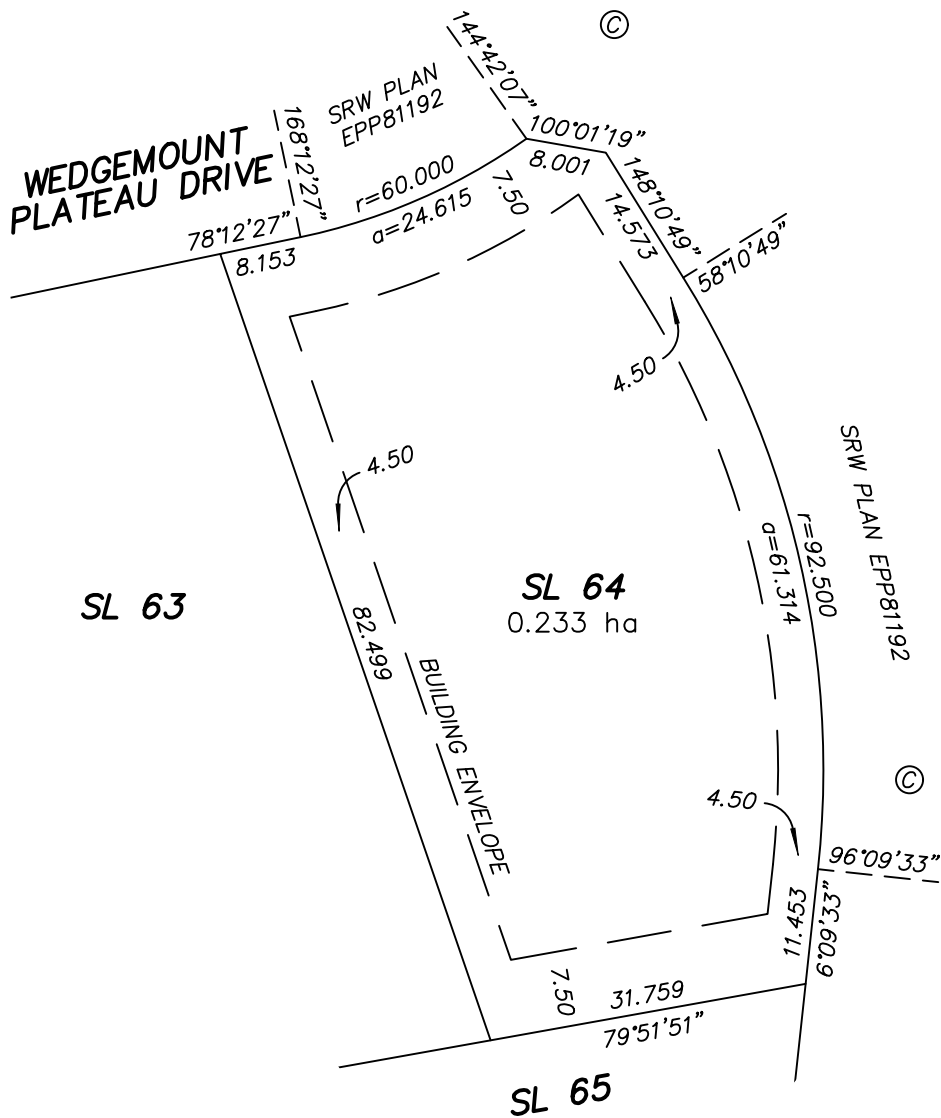 ©
144°42'07"
SRW PLAN
EPP81192
168°12'27"
WEDGEMOUNT
PLATEAU DRIVE
100°01'19"
8.001
148°10'49"
r=60.000
a=24.615
7.50
14.573
78°12'27"
8.153
58°10'49"
4.50
4.50
SRW PLAN EPP81192
r=92.500
a=61.314
SL 63
SL 64
0.233 ha
82.499
BUILDING ENVELOPE
©
4.50
96°09'33"
11.453
6°09'33"
7.50
31.759
79°51'51"
SL 65